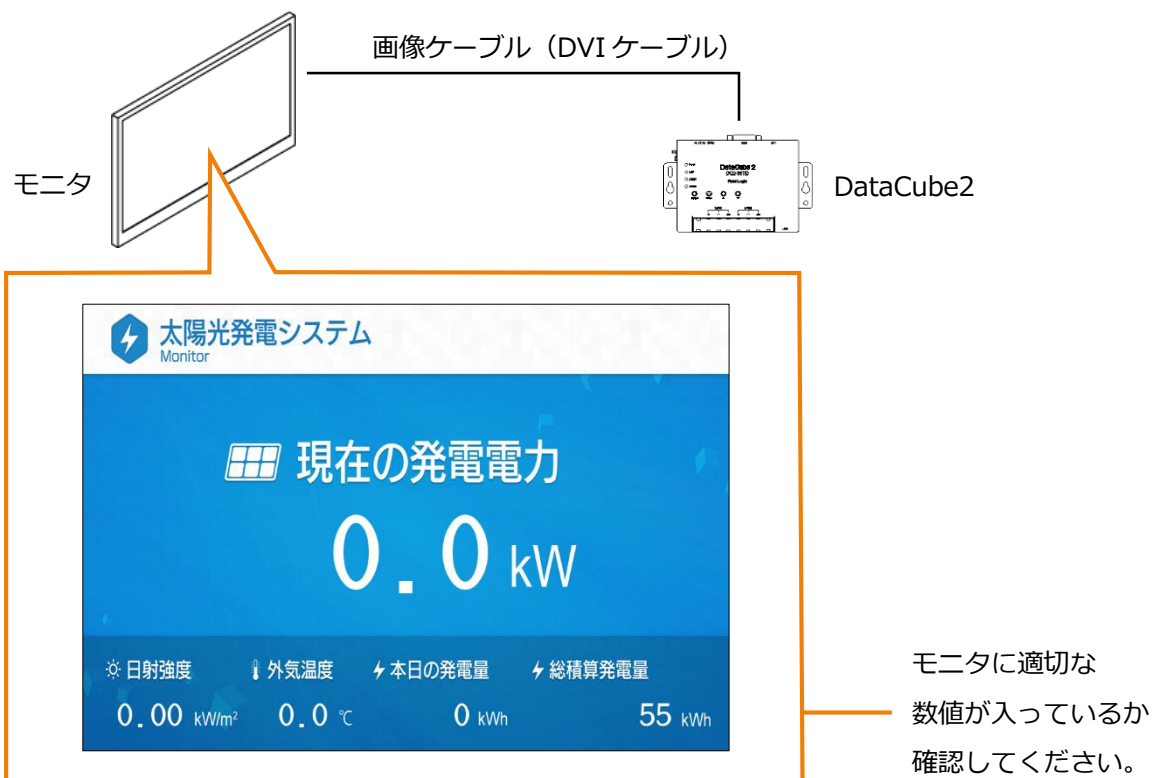 画像ケーブル（DVI ケーブル）
モニタ
DataCube2
DataCube 2
太陽光発電システム
Monitor
現在の発電電力
0.0 kW
日射強度 外気温度 本日の発電量 総積算発電量
0.00 kW/m² 0.0 ℃ 0 kWh 55 kWh
モニタに適切な
数値が入っているか
確認してください。